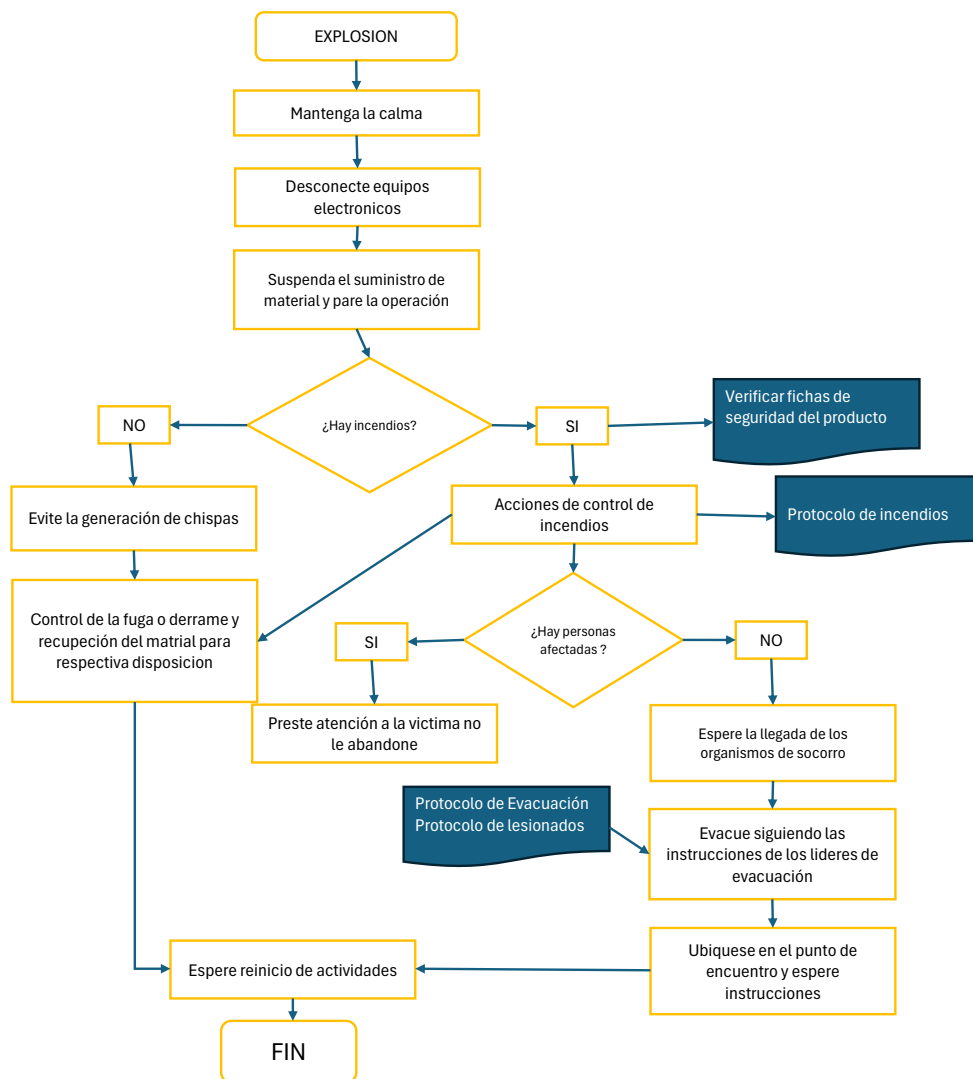 EXPLOSION
Mantenga la calma
Desconecte equipos
electronicos
Suspenda el suministro de
material y pare la operación
¿Hay incendios?
NO
SI
Verificar fichas de
seguridad del producto
Evite la generación de chispas
Acciones de control de
incendios
Protocolo de incendios
Control de la fuga o derrame y
recupeción del matrial para
respectiva disposicion
¿Hay personas
afectadas ?
SI
NO
Preste atención a la victima no
le abandone
Espere la llegada de los
organismos de socorro
Protocolo de Evacuación
Protocolo de lesionados
Evacue siguiendo las
instrucciones de los lideres de
evacuación
Ubiquese en el punto de
encuentro y espere
instrucciones
Espere reinicio de actividades
FIN